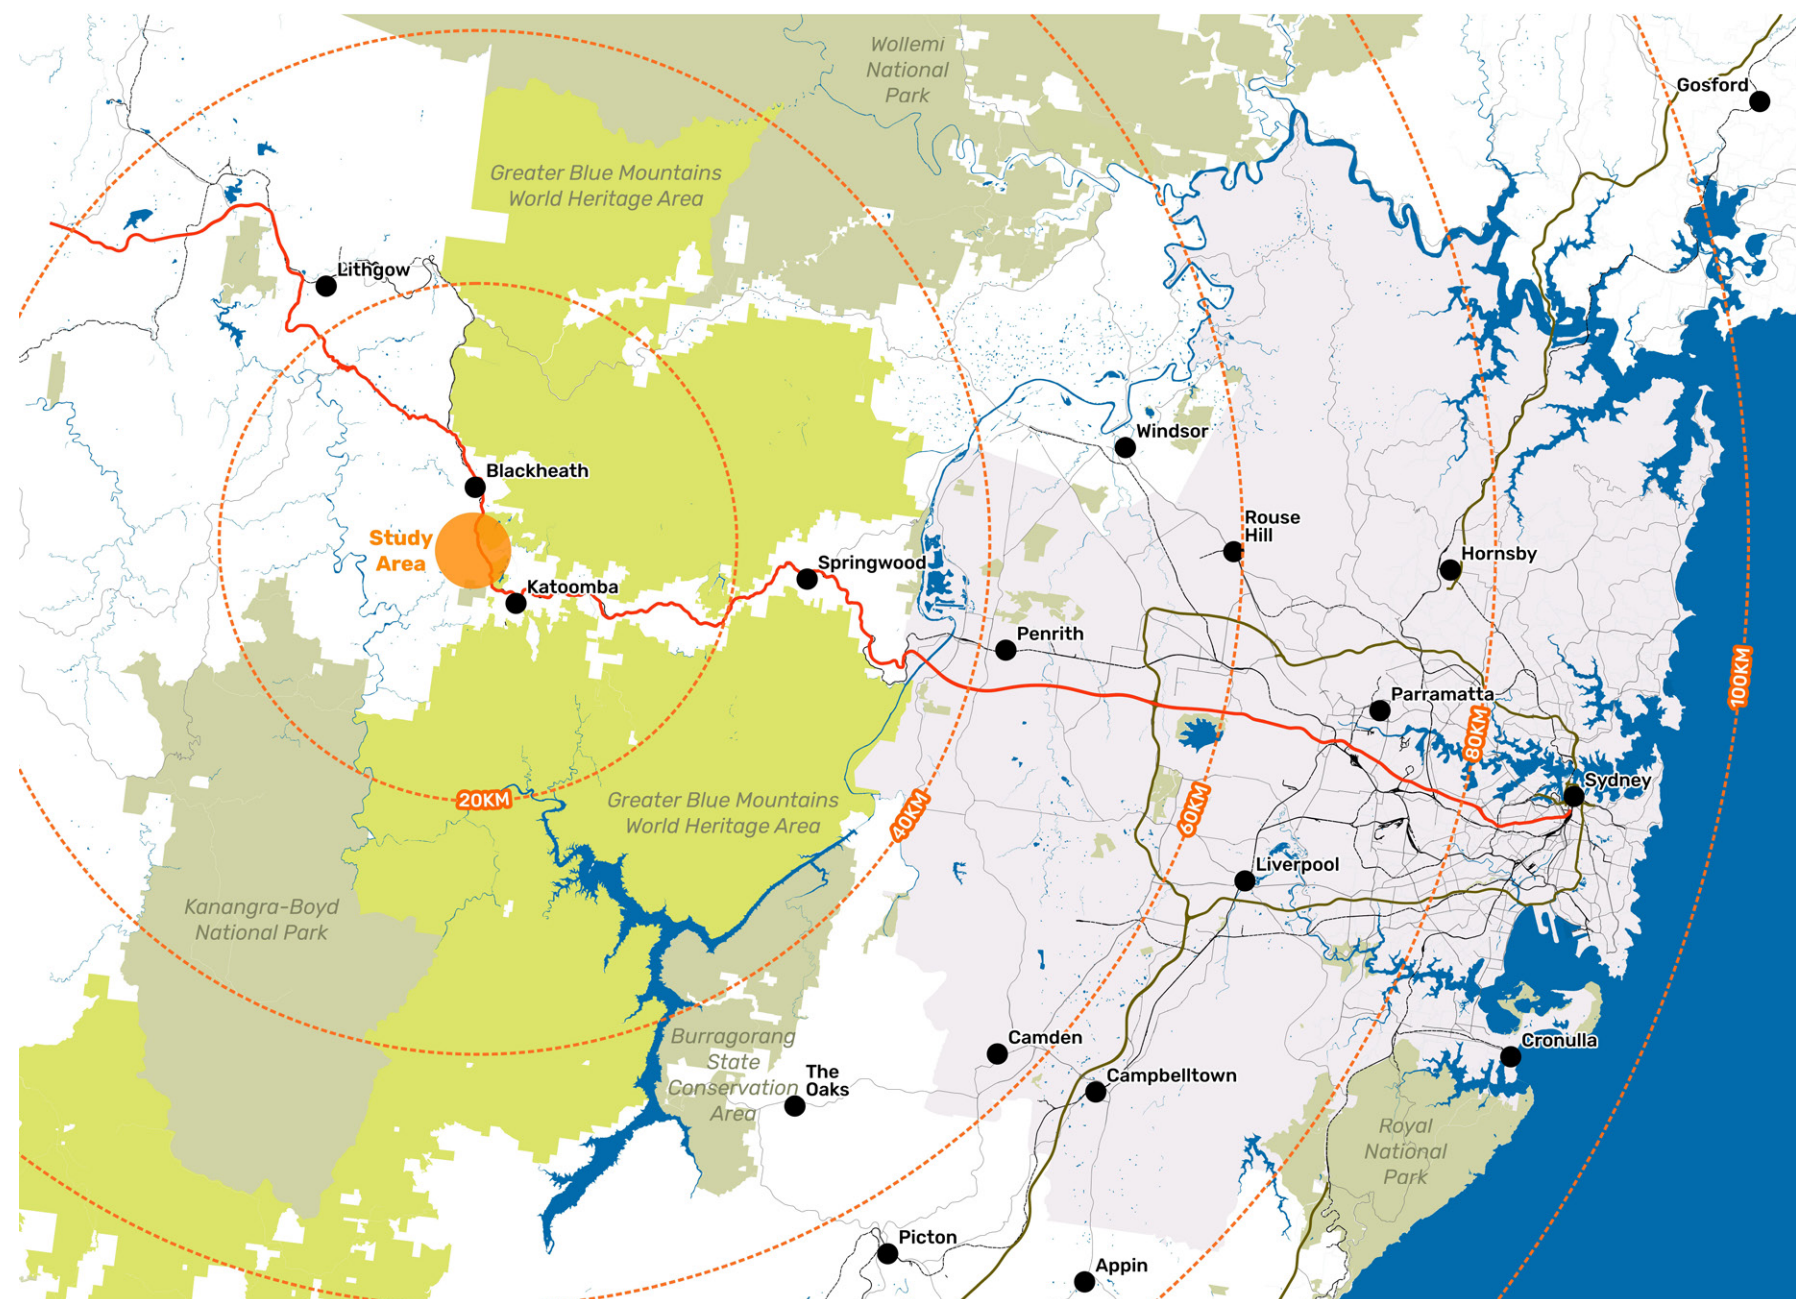 Wollemi
National
Park
Gosford
Greater Blue Mountains
World Heritage Area
Lithgow
Windsor
Blackheath
Rouse
Hill
Study
Area
Hornsby
Springwood
Katoomba
Penrith
100KM
Parramatta
80KM
Sydney
20KM
Greater Blue Mountains
World Heritage Area
40KM
60KM
Liverpool
Kanangra-Boyd
National Park
Burragorang
State
Conservation
Area
The
Oaks
Camden
Cronulla
Campbelltown
Royal
National
Park
Picton
Appin